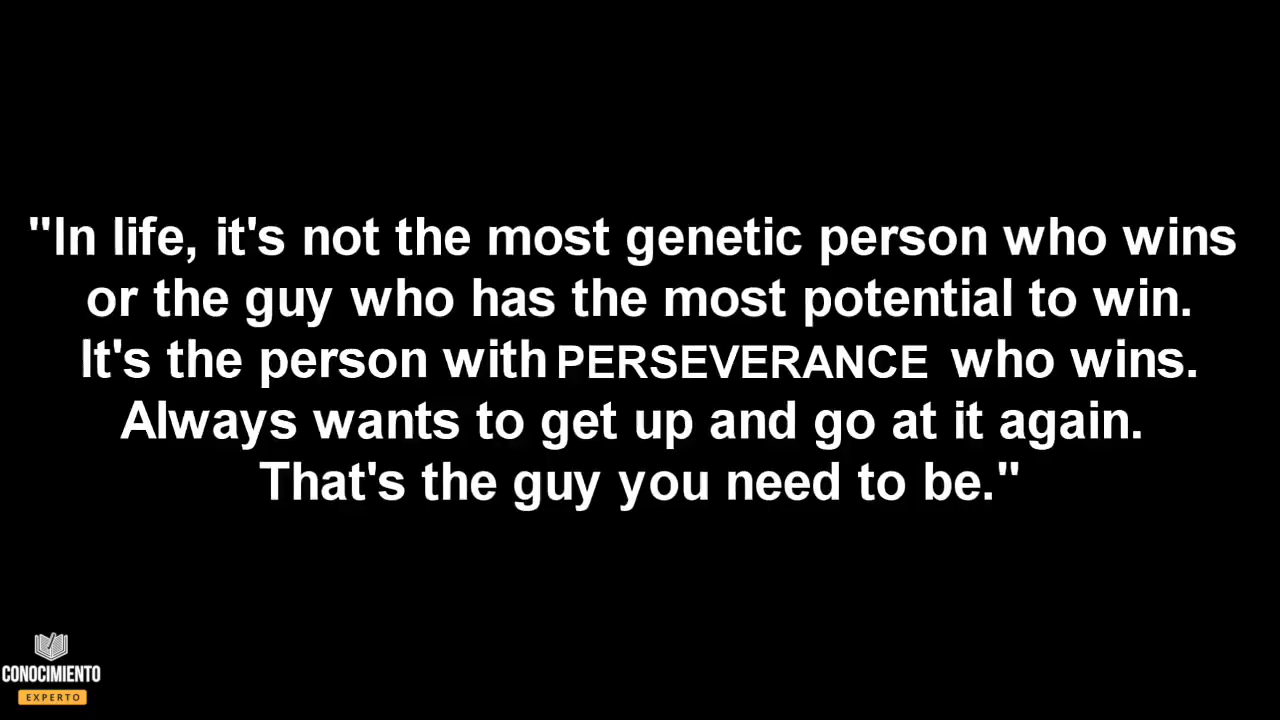 "In life, it's not the most genetic person who wins
or the guy who has the most potential to win.
It's the person with PERSEVERANCE who wins.
Always wants to get up and go at it again.
That's the guy you need to be."
CONOCIMIENTO
EXPERTO